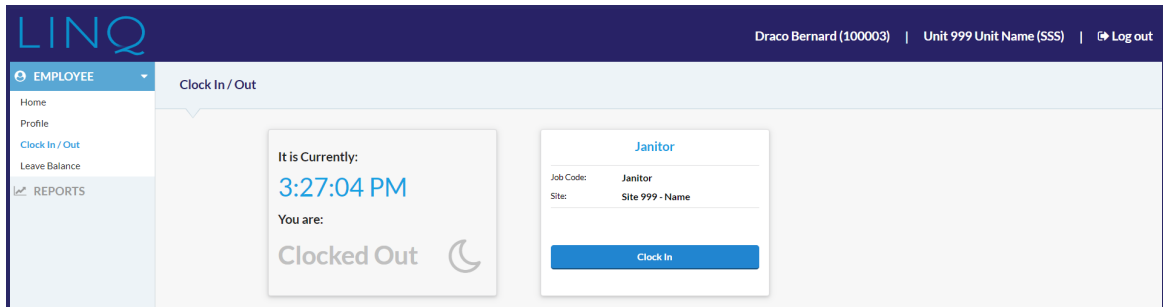 LINQ
Draco Bernard (100003) | Unit 999 Unit Name (SSS) | Log out
EMPLOYEE
Home
Profile
Clock In / Out
Leave Balance
REPORTS
Clock In / Out
It is Currently:
3:27:04 PM
You are:
Clocked Out
Janitor
Job Code: Janitor
Site: Site 999 - Name
Clock In